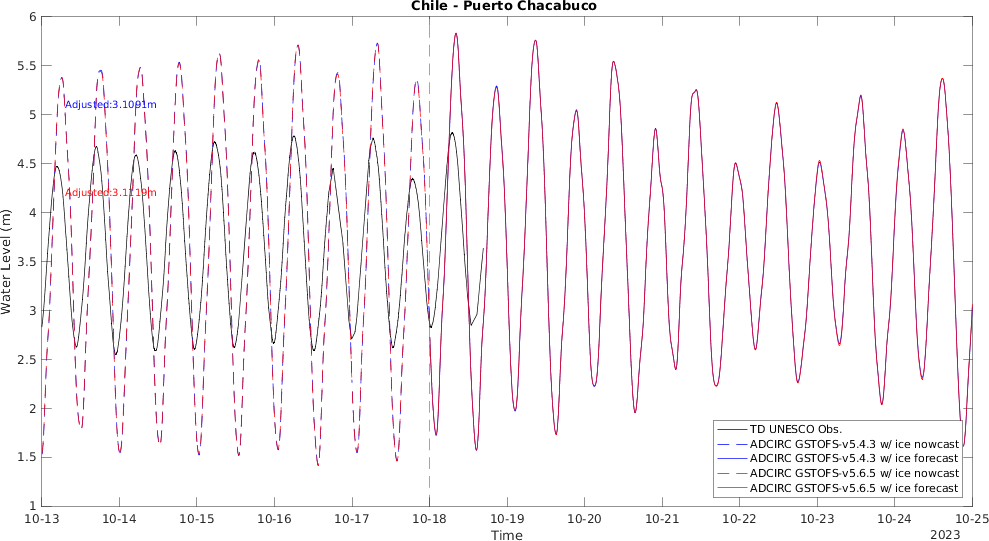 Chile - Puerto Chacabuco
6
5.5
5
4.5
4
3.5
3
2.5
2
1.5
1
Water Level (m)
Adjusted:3.1091m
Adjusted:3.1119m
TD UNESCO Obs.
ADCIRC GSTOFS-v5.4.3 w/ ice nowcast
ADCIRC GSTOFS-v5.4.3 w/ ice forecast
ADCIRC GSTOFS-v5.6.5 w/ ice nowcast
ADCIRC GSTOFS-v5.6.5 w/ ice forecast
10-13 10-14 10-15 10-16 10-17 10-18 10-19 10-20 10-21 10-22 10-23 10-24 10-25
Time
2023